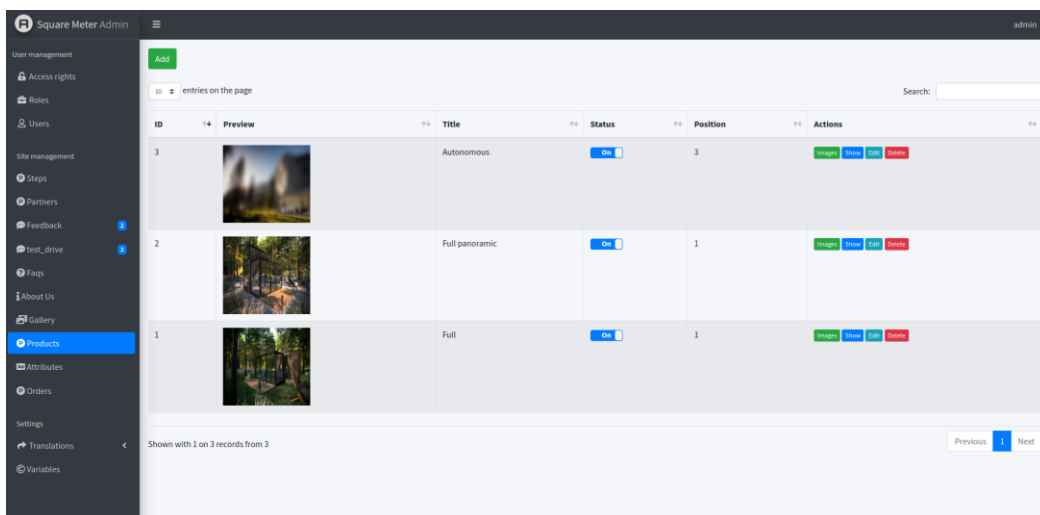 Square Meter Admin
admin
User management
Access rights
Roles
Users
Site management
Steps
Partners
Feedback 2
test_drive 3
Faqs
About Us
Gallery
Products
Attributes
Orders
Settings
Translations
Variables
Add
10 entries on the page
Search:
ID Preview Title Status Position Actions
3 Autonomous On 3 Images Show Edit Delete
2 Full panoramic On 1 Images Show Edit Delete
1 Full On 1 Images Show Edit Delete
Shown with 1 on 3 records from 3
Previous 1 Next